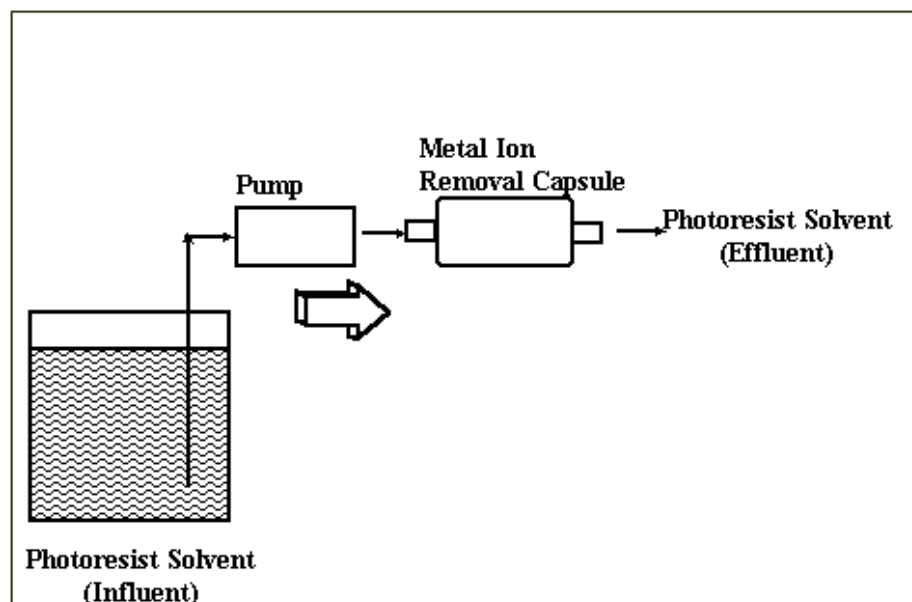 Metal Ion
Removal Capsule
Pump
Photoresist Solvent
(Effluent)
Photoresist Solvent
(Influent)